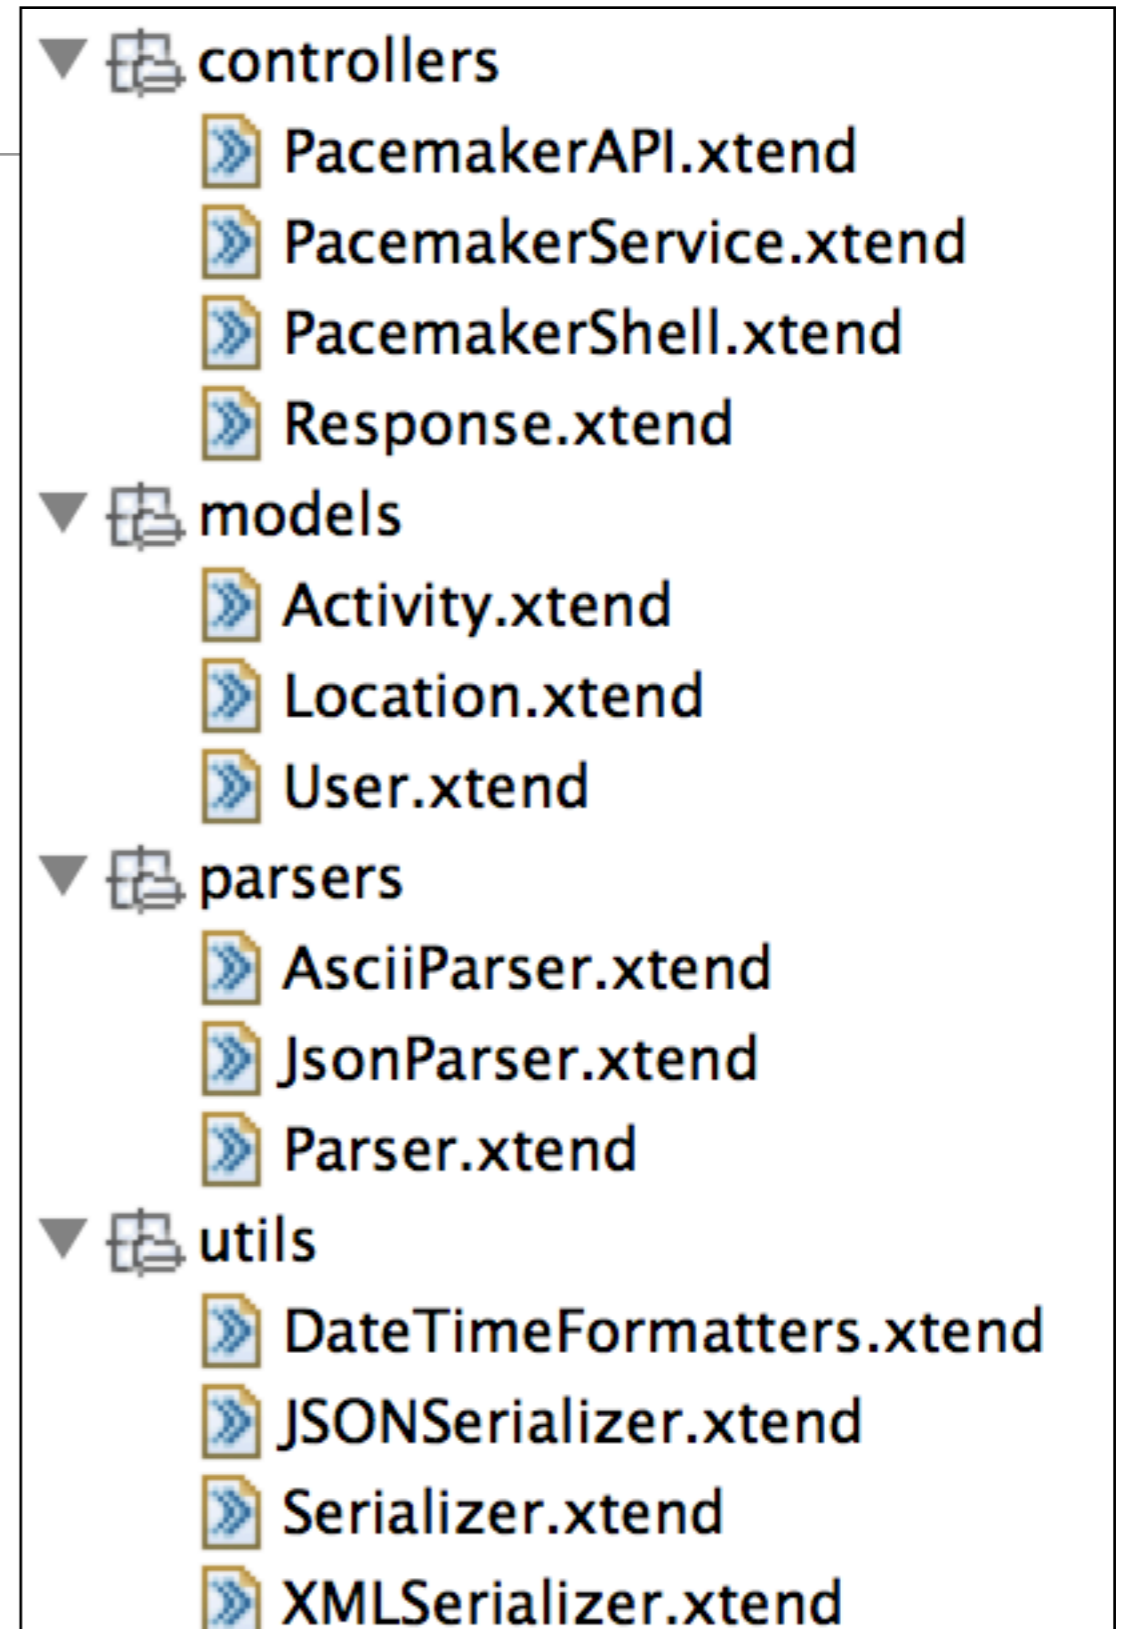 controllers
PacemakerAPI.xtend
PacemakerService.xtend
PacemakerShell.xtend
Response.xtend
models
Activity.xtend
Location.xtend
User.xtend
parsers
AsciiParser.xtend
JsonParser.xtend
Parser.xtend
utils
DateTimeFormatters.xtend
JSONSerializer.xtend
Serializer.xtend
XMLSerializer.xtend